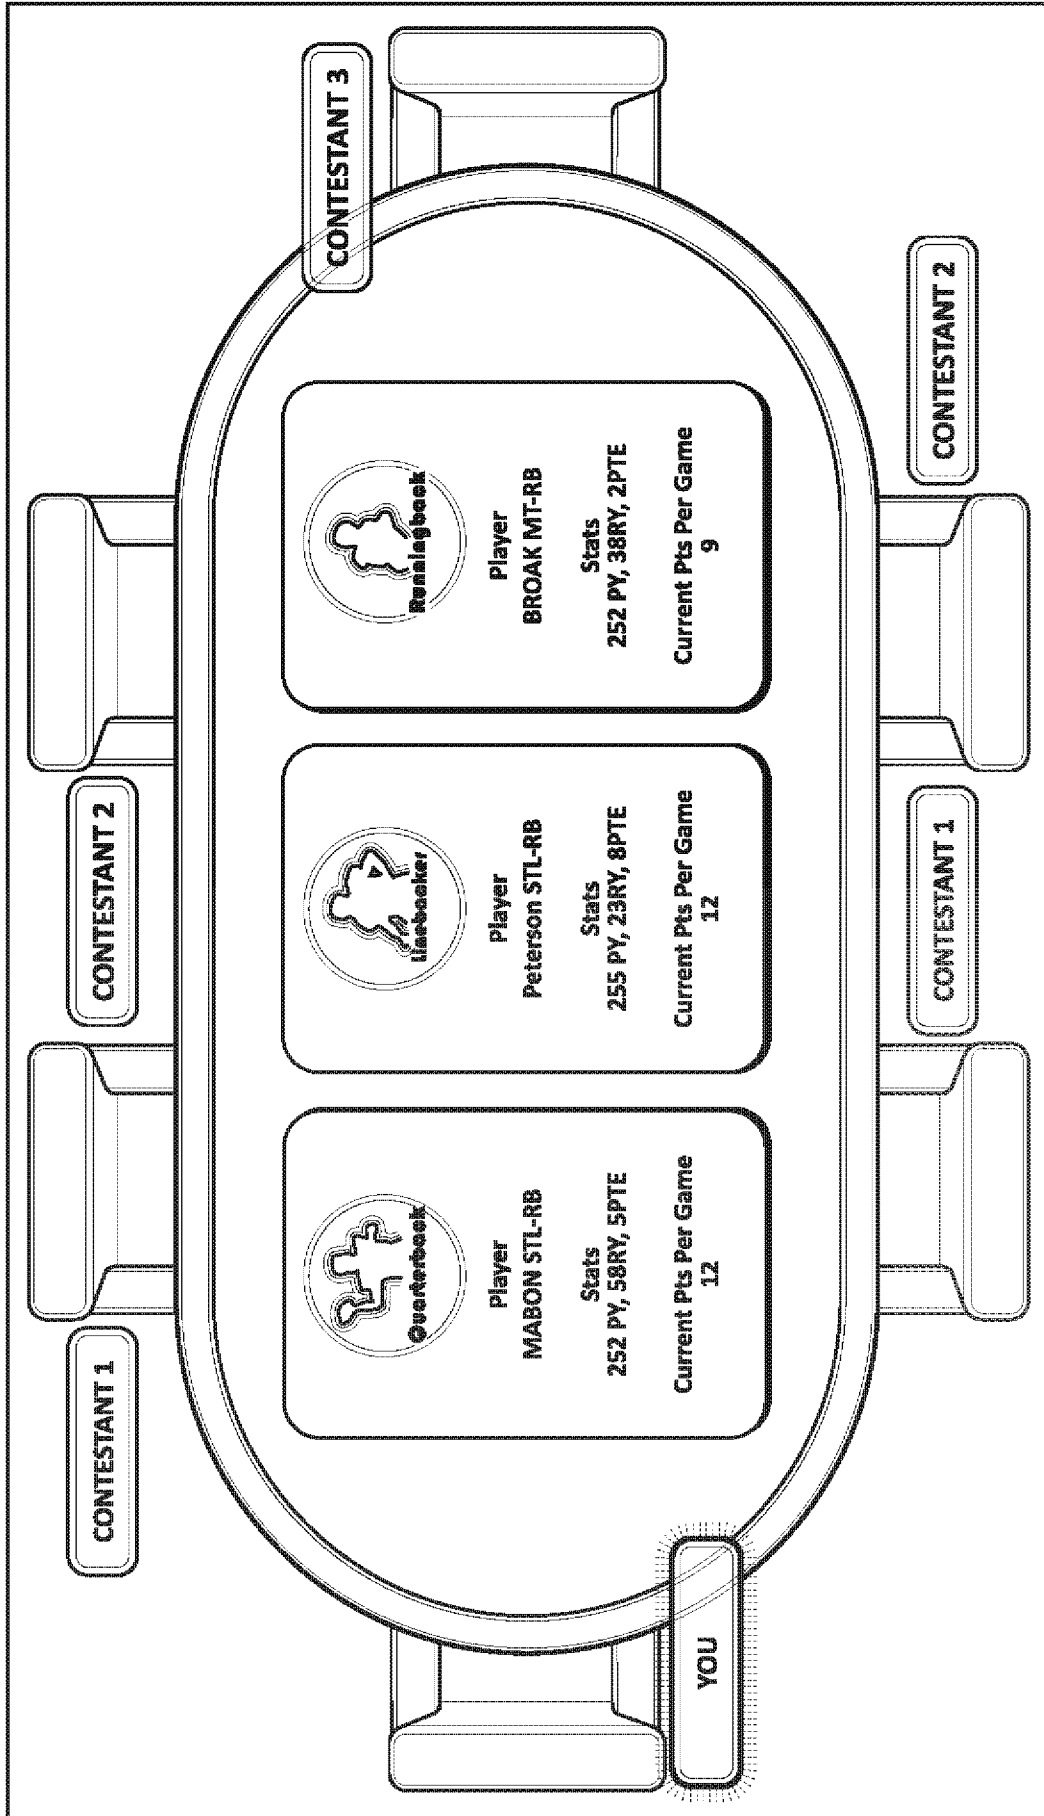 CONTESTANT 1
CONTESTANT 2
CONTESTANT 3
Quarterback
Player
MABON STL-RB
Stats
252 PY, 58RY, 5PTE
Current Pts Per Game
12
Linebacker
Player
Peterson STL-RB
Stats
255 PY, 23RY, 8PTE
Current Pts Per Game
12
Runningback
Player
BROAK MT-RB
Stats
252 PY, 38RY, 2PTE
Current Pts Per Game
9
YOU
CONTESTANT 1
CONTESTANT 2